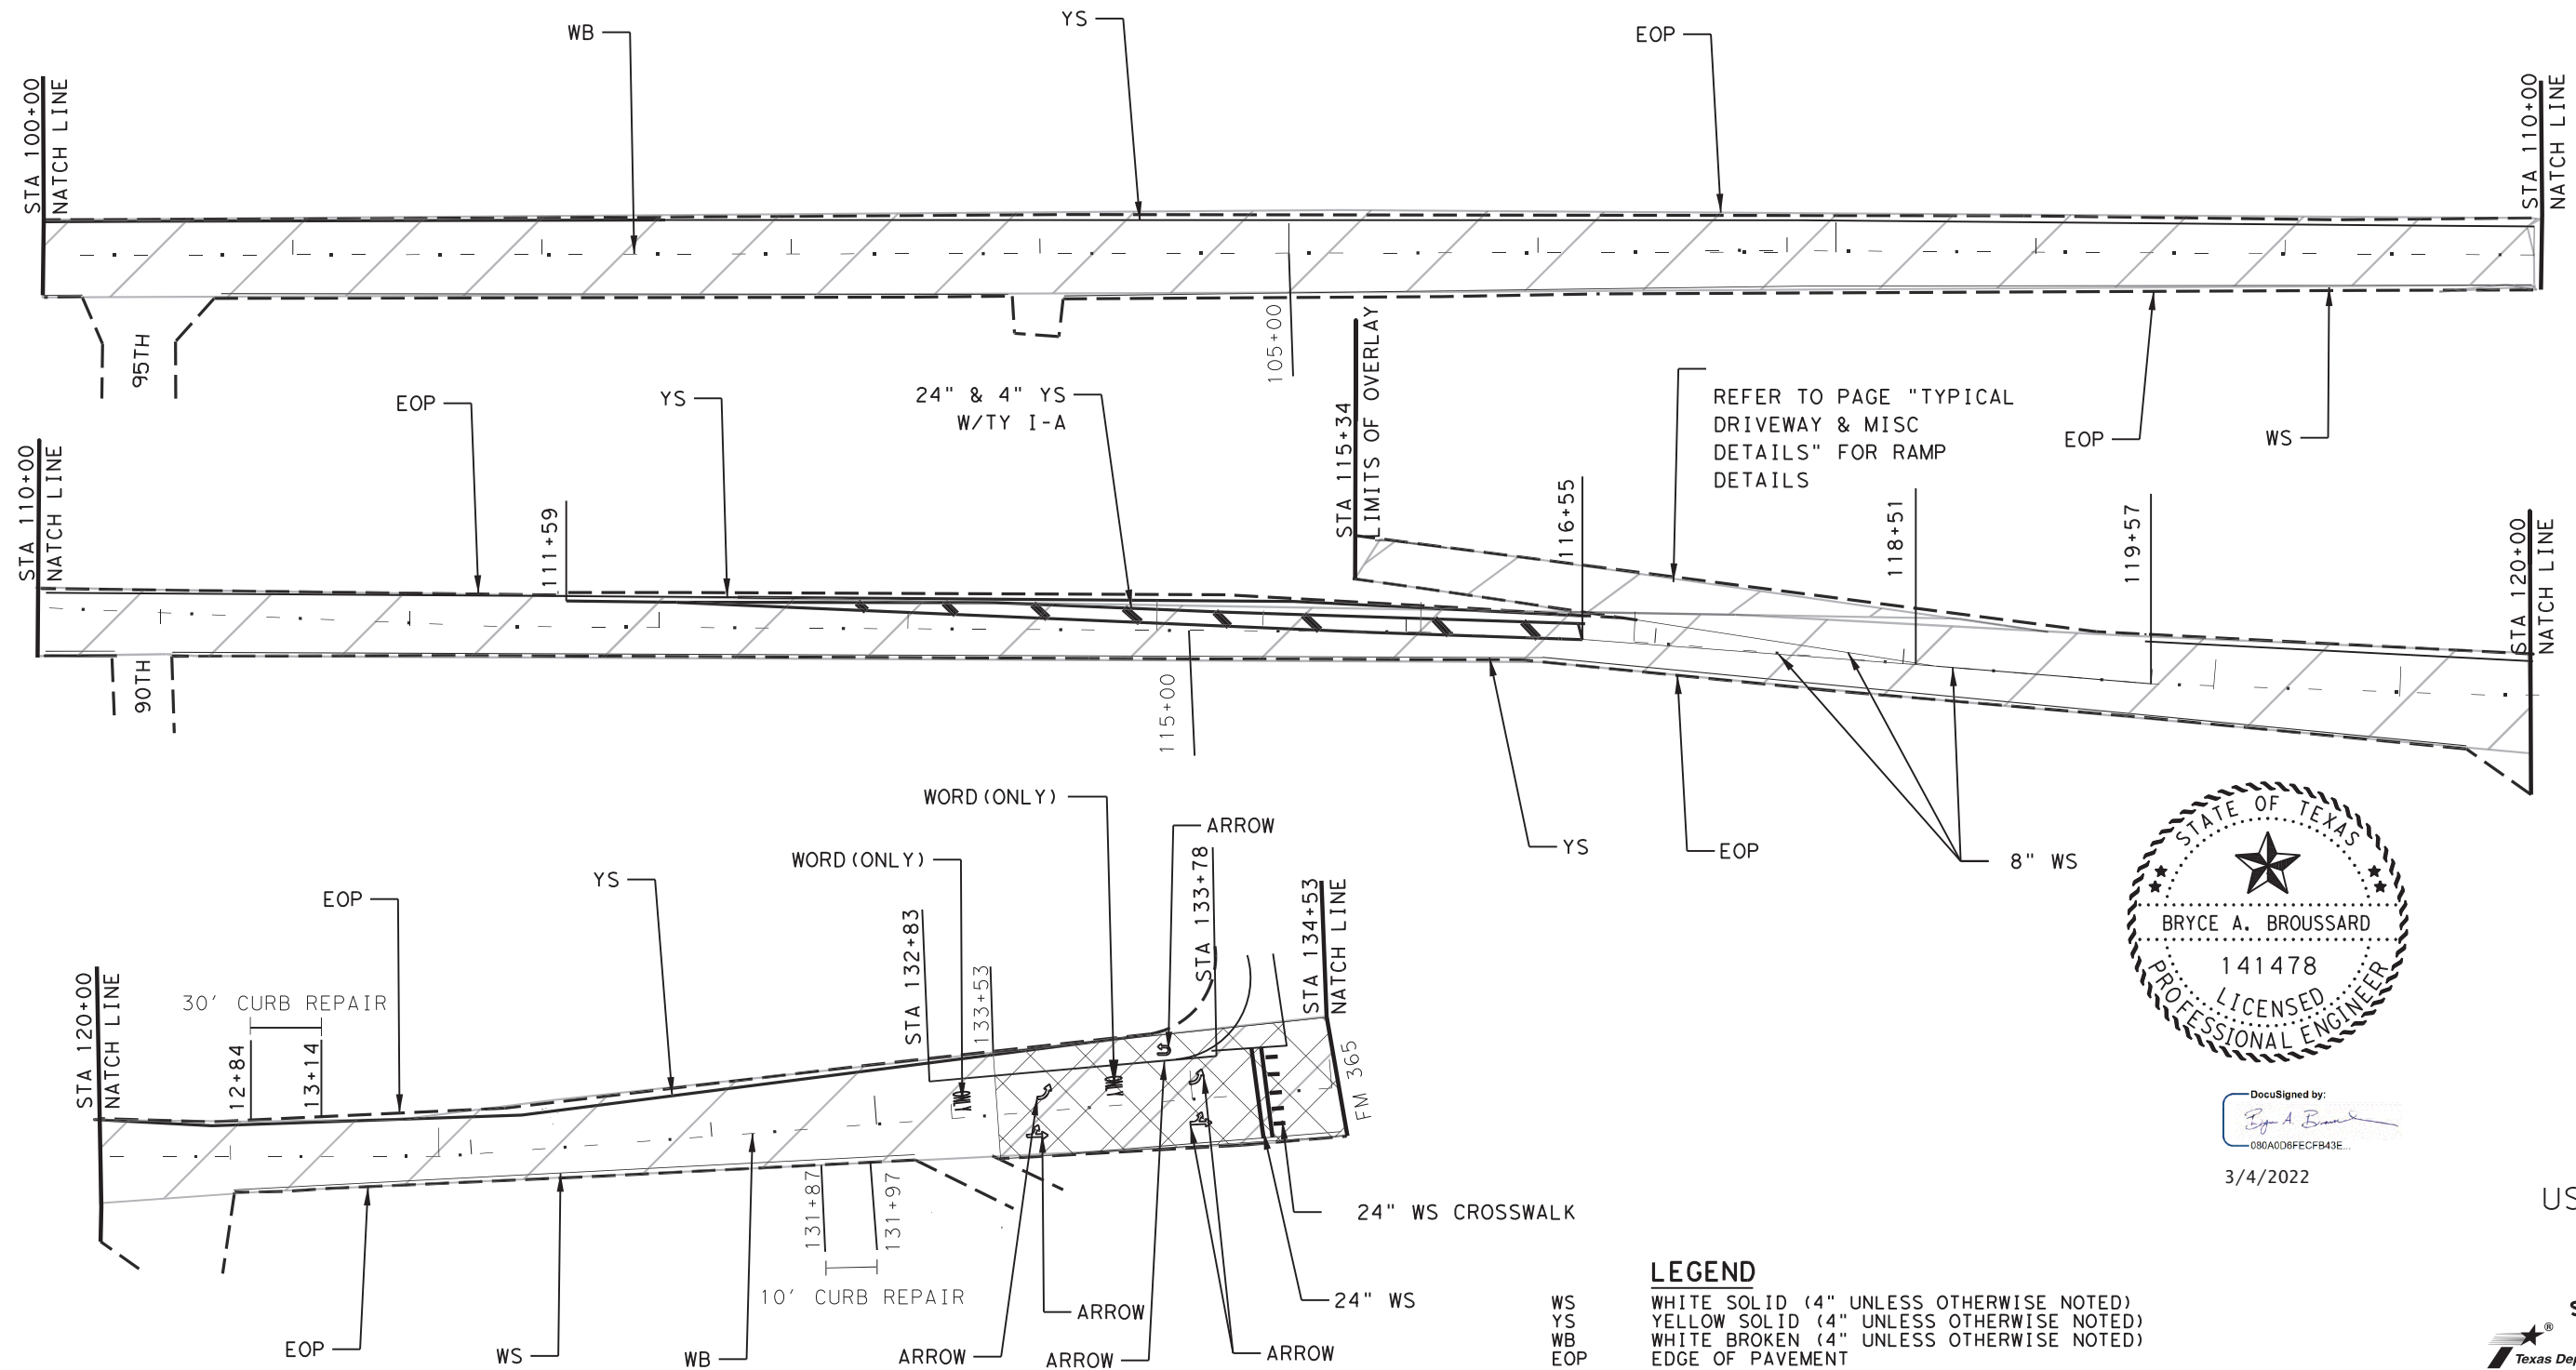 WB
YS
EOP
STA 100+00
NATCH LINE
STA 110+00
NATCH LINE
95TH
105+00
STA 110+00
NATCH LINE
EOP
111+59
YS
24" & 4" YS
W/TY I-A
STA 115+34
LIMITS OF OVERLAY
116+55
REFER TO PAGE "TYPICAL
DRIVEWAY & MISC
DETAILS" FOR RAMP
DETAILS
118+51
EOP
119+57
WS
STA 120+00
NATCH LINE
90TH
115+00
YS
EOP
8" WS
STA 120+00
NATCH LINE
30' CURB REPAIR
12+84
13+14
EOP
YS
WORD(ONLY)
WORD(ONLY)
ARROW
STA 132+83
133+53
STA 133+78
STA 134+53
NATCH LINE
ONLY
ONLY
FM 365
131+87
131+97
10' CURB REPAIR
EOP
WS
WB
ARROW
ARROW
ARROW
ARROW
24" WS CROSSWALK
24" WS
STATE OF TEXAS
BRYCE A. BROUSSARD
141478
LICENSED
PROFESSIONAL ENGINEER
DocuSigned by:
Bryce A. Broussard
080A0D6FECFB43E...
3/4/2022
US
LEGEND
WS WHITE SOLID (4" UNLESS OTHERWISE NOTED)
YS YELLOW SOLID (4" UNLESS OTHERWISE NOTED)
WB WHITE BROKEN (4" UNLESS OTHERWISE NOTED)
EOP EDGE OF PAVEMENT
S
®
Texas Dep